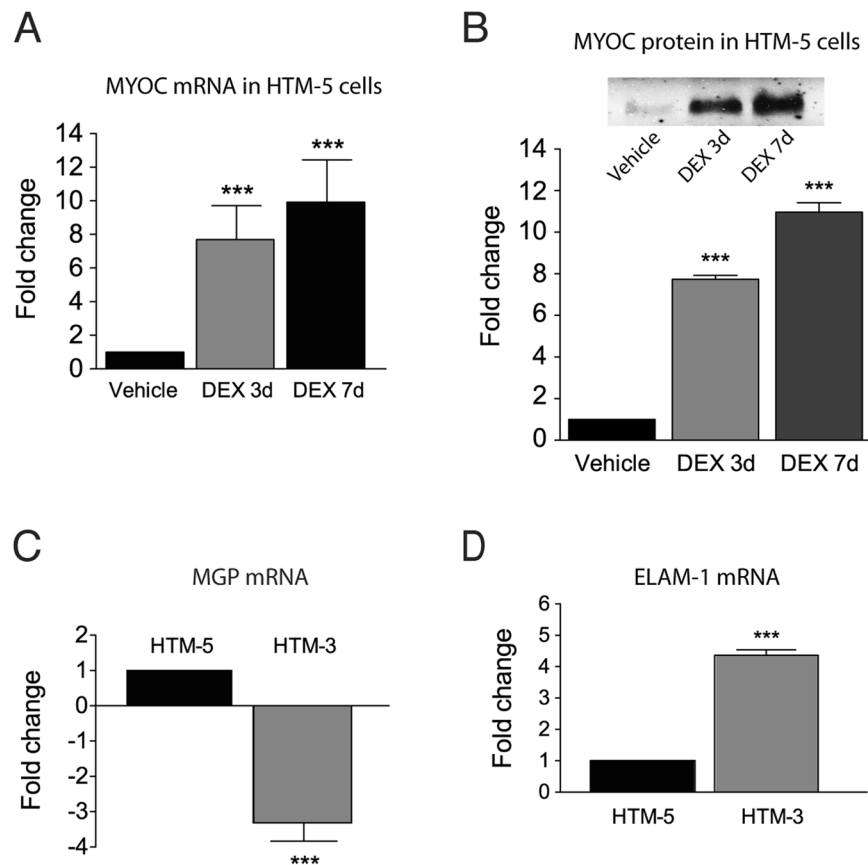 A
MYOC mRNA in HTM-5 cells
Fold change
14
12
10
8
6
4
2
0
***
***
Vehicle
DEX 3d
DEX 7d
B
MYOC protein in HTM-5 cells
Vehicle
DEX 3d
DEX 7d
Fold change
14
12
10
8
6
4
2
0
***
***
Vehicle
DEX 3d
DEX 7d
C
MGP mRNA
Fold change
2
1
0
-1
-2
-3
-4
HTM-5
HTM-3
***
D
ELAM-1 mRNA
Fold change
6
5
4
3
2
1
0
***
HTM-5
HTM-3